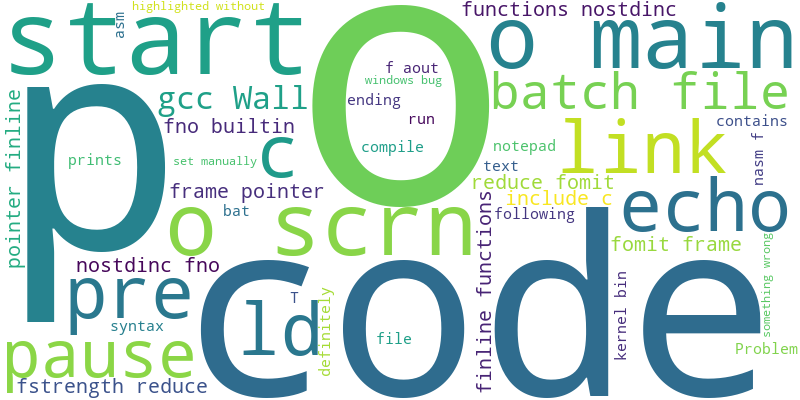 highlighted without
start
asm
o
functions nostdinc
o main
p
gcc Wall
f aout
windows bug
ending
batch file
pointer finline
fno builtin
run
contains
prints
set manually
c
compile
notepad
link
nasm f
text
frame pointer
reduce fomit
include c
echo
bat
o scrn
following
finline functions
fomit frame
something wrong
nostdinc fno
code
pre
T
definitely
kernel bin
syntax
ld
file
pause
Problem
fstrength reduce